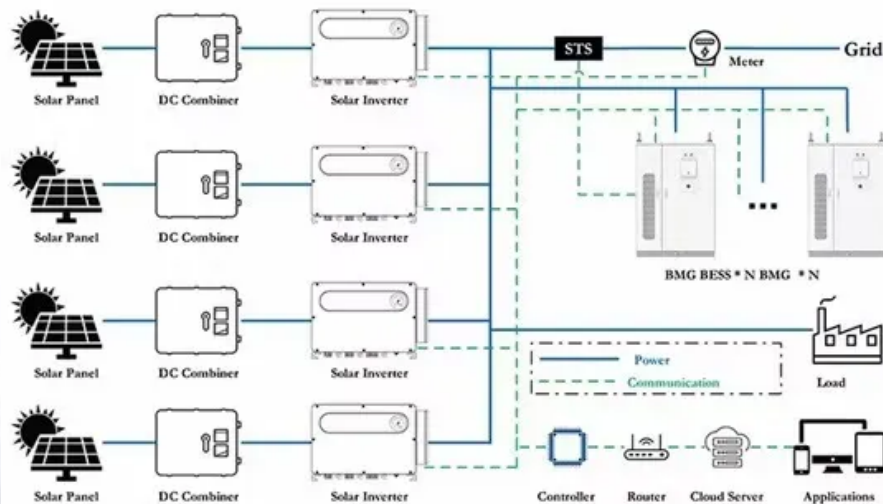 STS
Meter
Grid
Solar Panel DC Combiner Solar Inverter
Solar Panel DC Combiner Solar Inverter
BMG BESS * N BMG * N
Solar Panel DC Combiner Solar Inverter
Power
Communication
Load
Solar Panel DC Combiner Solar Inverter
Controller Router Cloud Server Applications